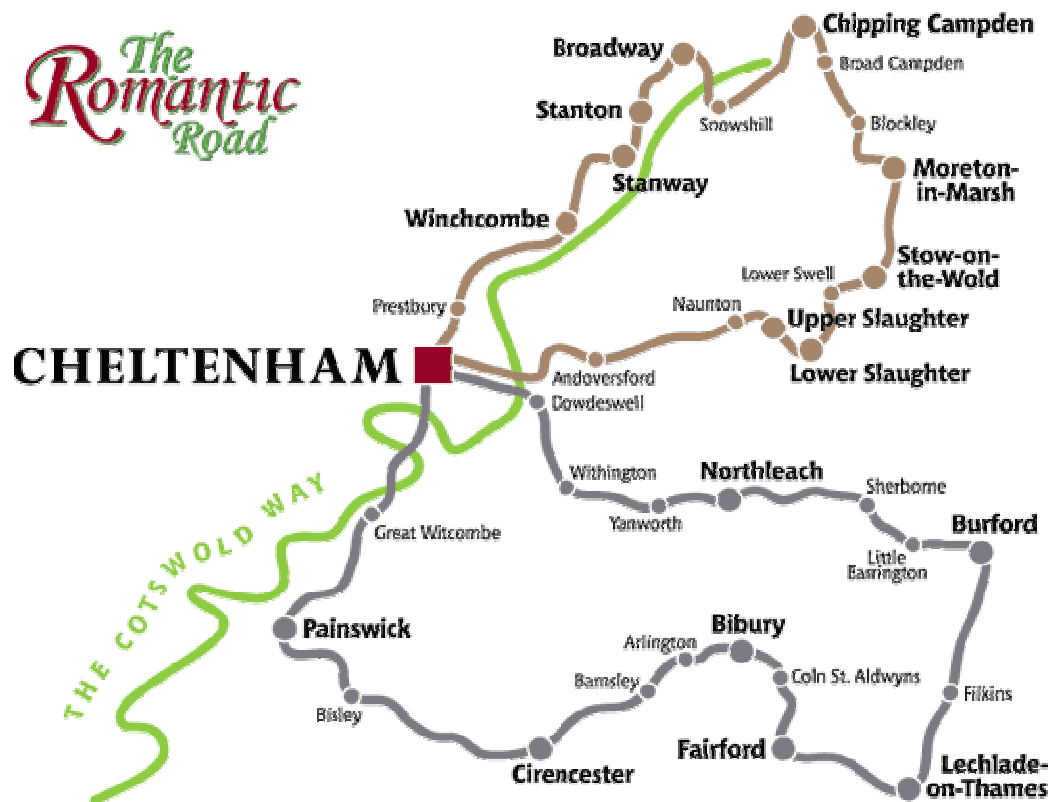 The
Romantic
Road
Chipping Campden
Broadway
Broad Campden
Stanton
Snowshill
Blockley
Stanway
Moreton-
in-Marsh
Winchcombe
Stow-on-
the-Wold
Lower Swell
Prestbury
Naunton
Upper Slaughter
CHELTENHAM
Andoversford
Lower Slaughter
Dowdeswell
Withington
Northleach
Sherborne
Yanworth
Burford
Great Witcombe
Little
Barrington
THE COTSWOLD WAY
Painswick
Bibury
Arlington
Barnsley
Coln St. Aldwyns
Filkins
Bisley
Fairford
Cirencester
Lechlade-
on-Thames